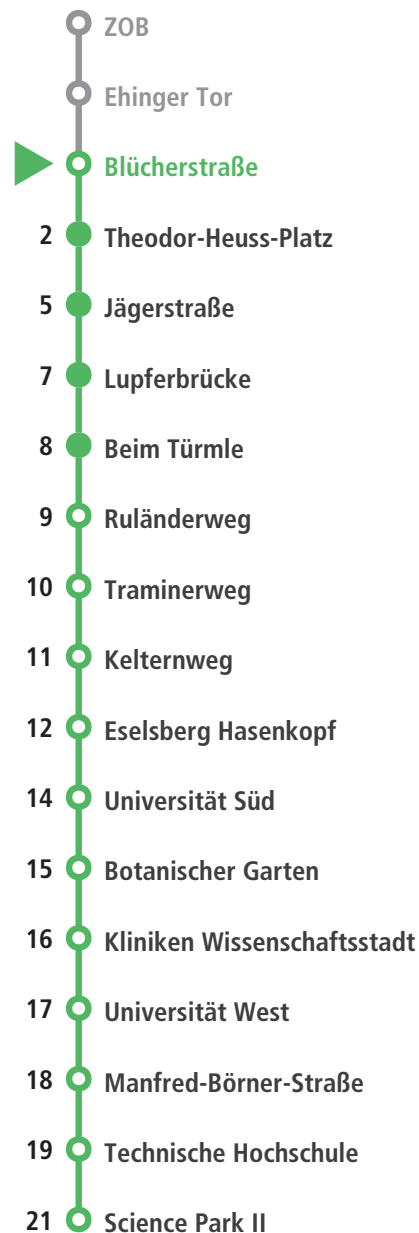 ZOB
Ehinger Tor
Blücherstraße
2 Theodor-Heuss-Platz
5 Jägerstraße
7 Lupferbrücke
8 Beim Türmle
9 Ruländerweg
10 Traminerweg
11 Kelternweg
12 Eselsberg Hasenkopf
14 Universität Süd
15 Botanischer Garten
16 Kliniken Wissenschaftsstadt
17 Universität West
18 Manfred-Börner-Straße
19 Technische Hochschule
21 Science Park II